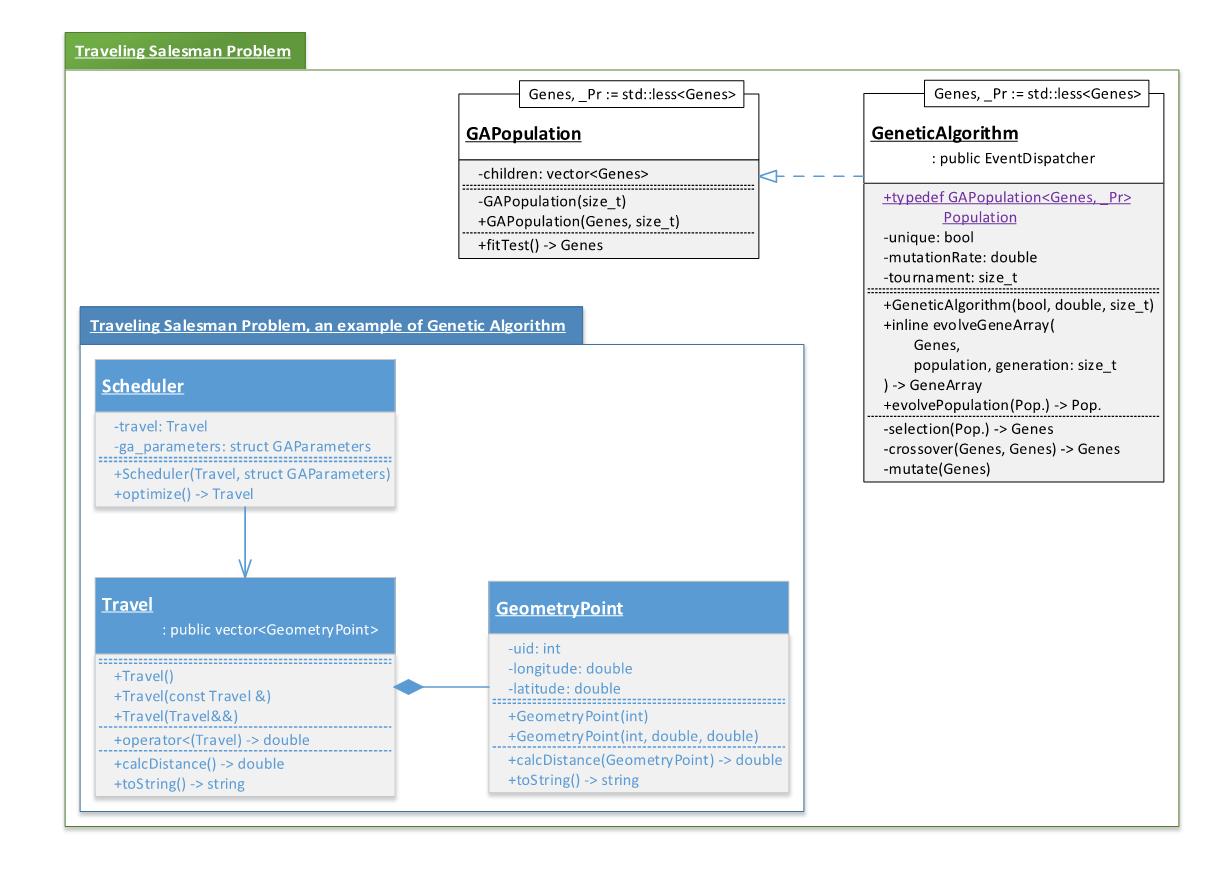 Traveling Salesman Problem
Genes, _Pr := std::less<Genes>
GAPopulation
-children: vector<Genes>
-GAPopulation(size_t)
+GAPopulation(Genes, size_t)
+fitTest() -> Genes
Genes, _Pr := std::less<Genes>
GeneticAlgorithm
: public EventDispatcher
+typedef GAPopulation<Genes, _Pr>
Population
-unique: bool
-mutationRate: double
-tournament: size_t
+GeneticAlgorithm(bool, double, size_t)
+inline evolveGeneArray(
Genes,
population, generation: size_t
) -> GeneArray
+evolvePopulation(Pop.) -> Pop.
-selection(Pop.) -> Genes
-crossover(Genes, Genes) -> Genes
-mutate(Genes)
Traveling Salesman Problem, an example of Genetic Algorithm
Scheduler
-travel: Travel
-ga_parameters: struct GAParameters
+Scheduler(Travel, struct GAParameters)
+optimize() -> Travel
Travel
: public vector<GeometryPoint>
+Travel()
+Travel(const Travel &)
+Travel(Travel&&)
+operator<(Travel) -> double
+calcDistance() -> double
+toString() -> string
GeometryPoint
-uid: int
-longitude: double
-latitude: double
+GeometryPoint(int)
+GeometryPoint(int, double, double)
+calcDistance(GeometryPoint) -> double
+toString() -> string